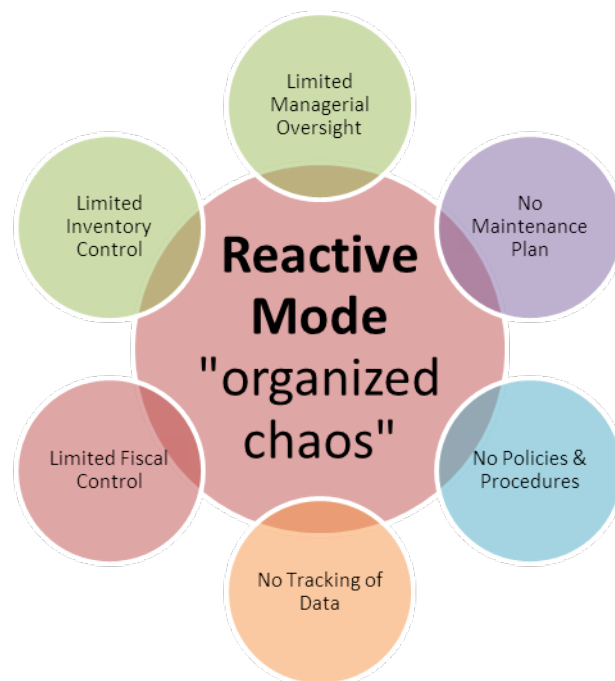 Limited
Managerial
Oversight
Limited
Inventory
Control
No
Maintenance
Plan
Reactive
Mode
"organized
chaos"
Limited Fiscal
Control
No Policies &
Procedures
No Tracking of
Data